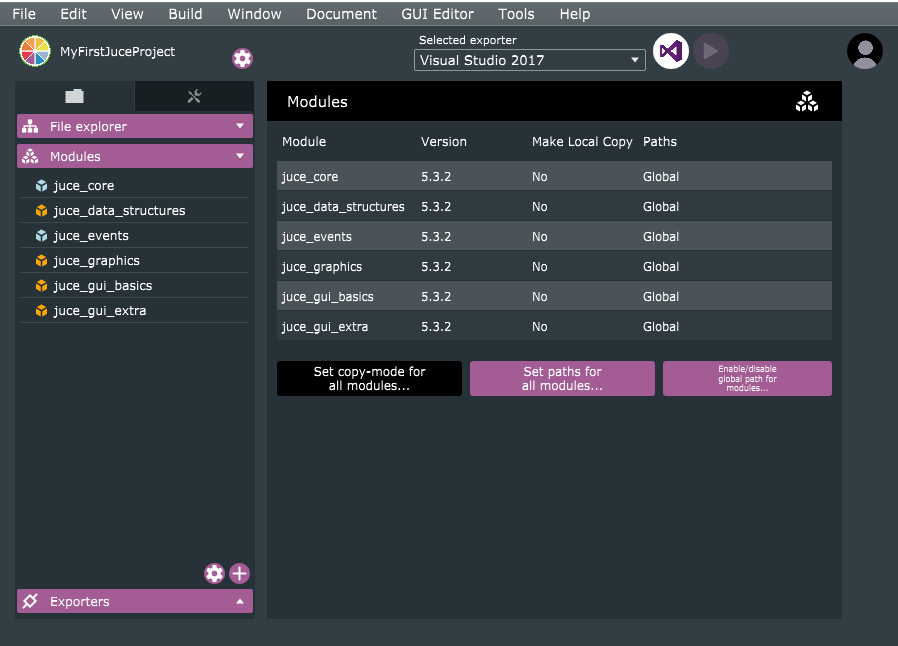 File Edit View Build Window Document GUI Editor Tools Help
MyFirstJuceProject
Selected exporter
Visual Studio 2017
File explorer
Modules
juce_core
juce_data_structures
juce_events
juce_graphics
juce_gui_basics
juce_gui_extra
Exporters
Modules
Module Version Make Local Copy Paths
juce_core 5.3.2 No Global
juce_data_structures 5.3.2 No Global
juce_events 5.3.2 No Global
juce_graphics 5.3.2 No Global
juce_gui_basics 5.3.2 No Global
juce_gui_extra 5.3.2 No Global
Set copy-mode for
all modules...
Set paths for
all modules...
Enable/disable
global path for
modules...